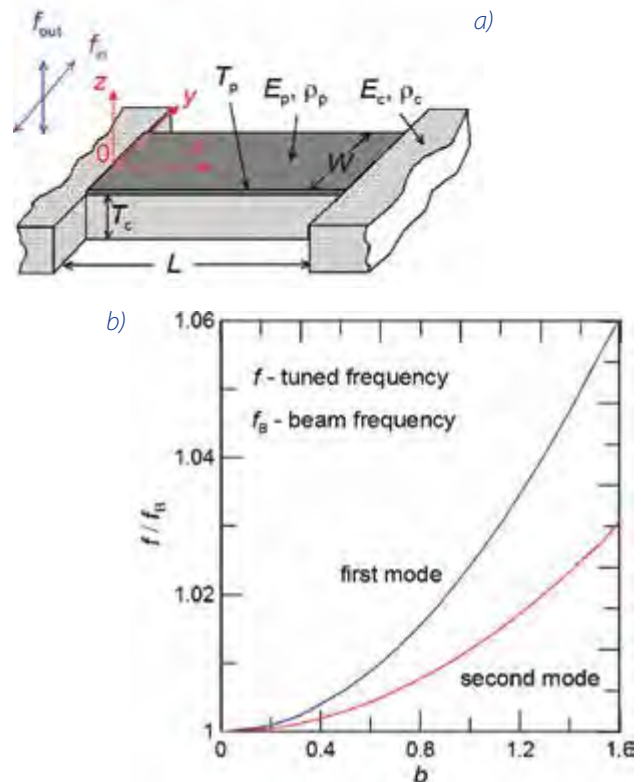 a)
f_out
f_in
z
y
x
0
T_p
E_p, ρ_p
E_c, ρ_c
W
T_c
L
b)
1.06
f - tuned frequency
f_B - beam frequency
1.04
f / f_B
first mode
1.02
second mode
1
0
0.4
0.8
1.2
1.6
b